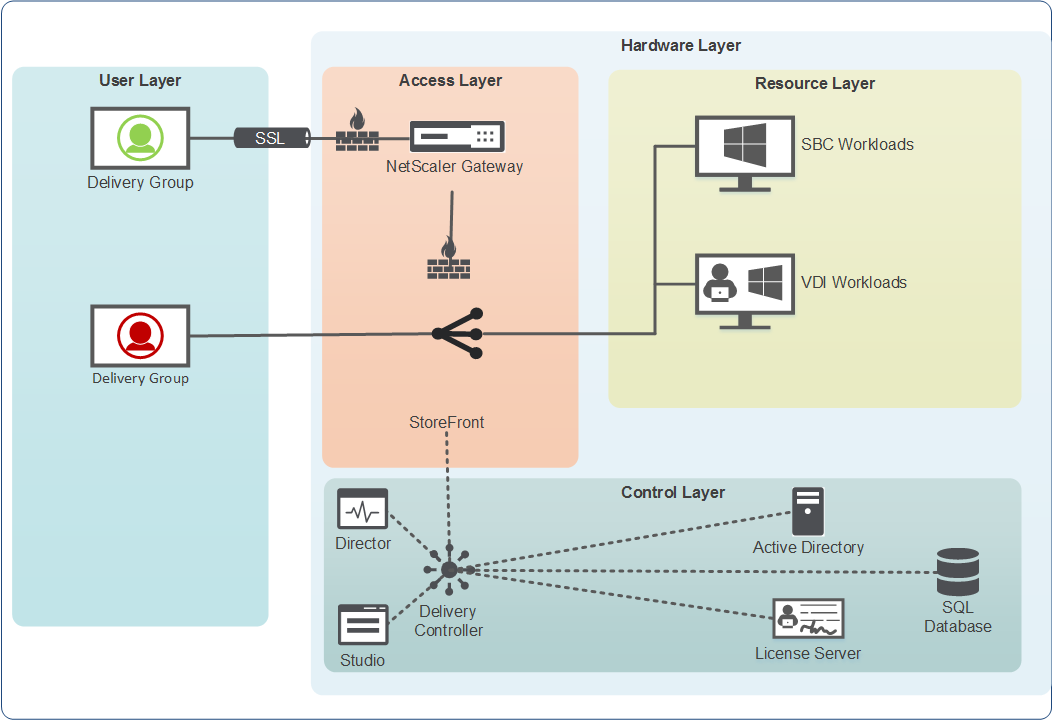 Hardware Layer
User Layer
Access Layer
Resource Layer
SSL
Delivery Group
NetScaler Gateway
SBC Workloads
VDI Workloads
Delivery Group
StoreFront
Control Layer
Director
Active Directory
Delivery
Controller
SQL
Database
Studio
License Server